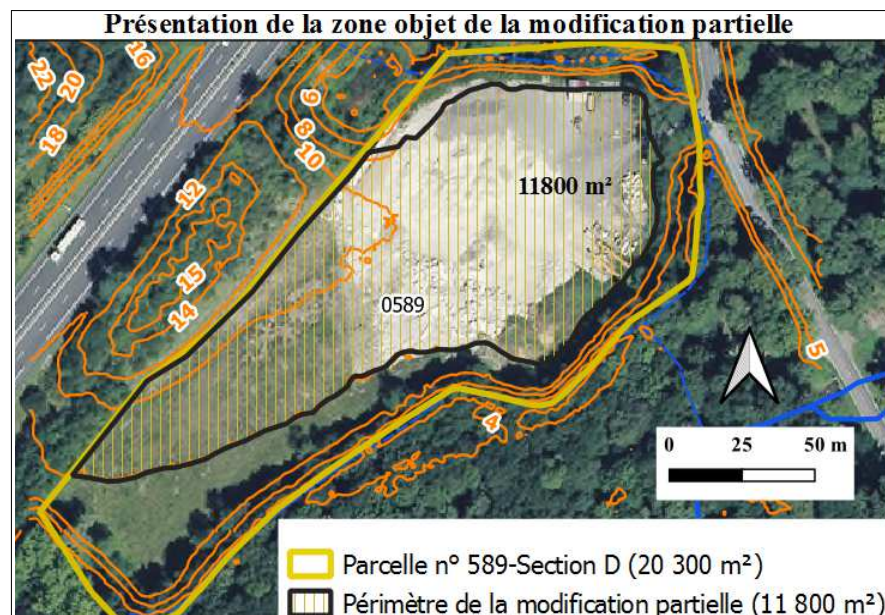 Présentation de la zone objet de la modification partielle
22
20
18
16
6
8
10
12
15
14
11800 m²
0589
4
5
0 25 50 m
Parcelle n° 589-Section D (20 300 m²)
Périmètre de la modification partielle (11 800 m²)